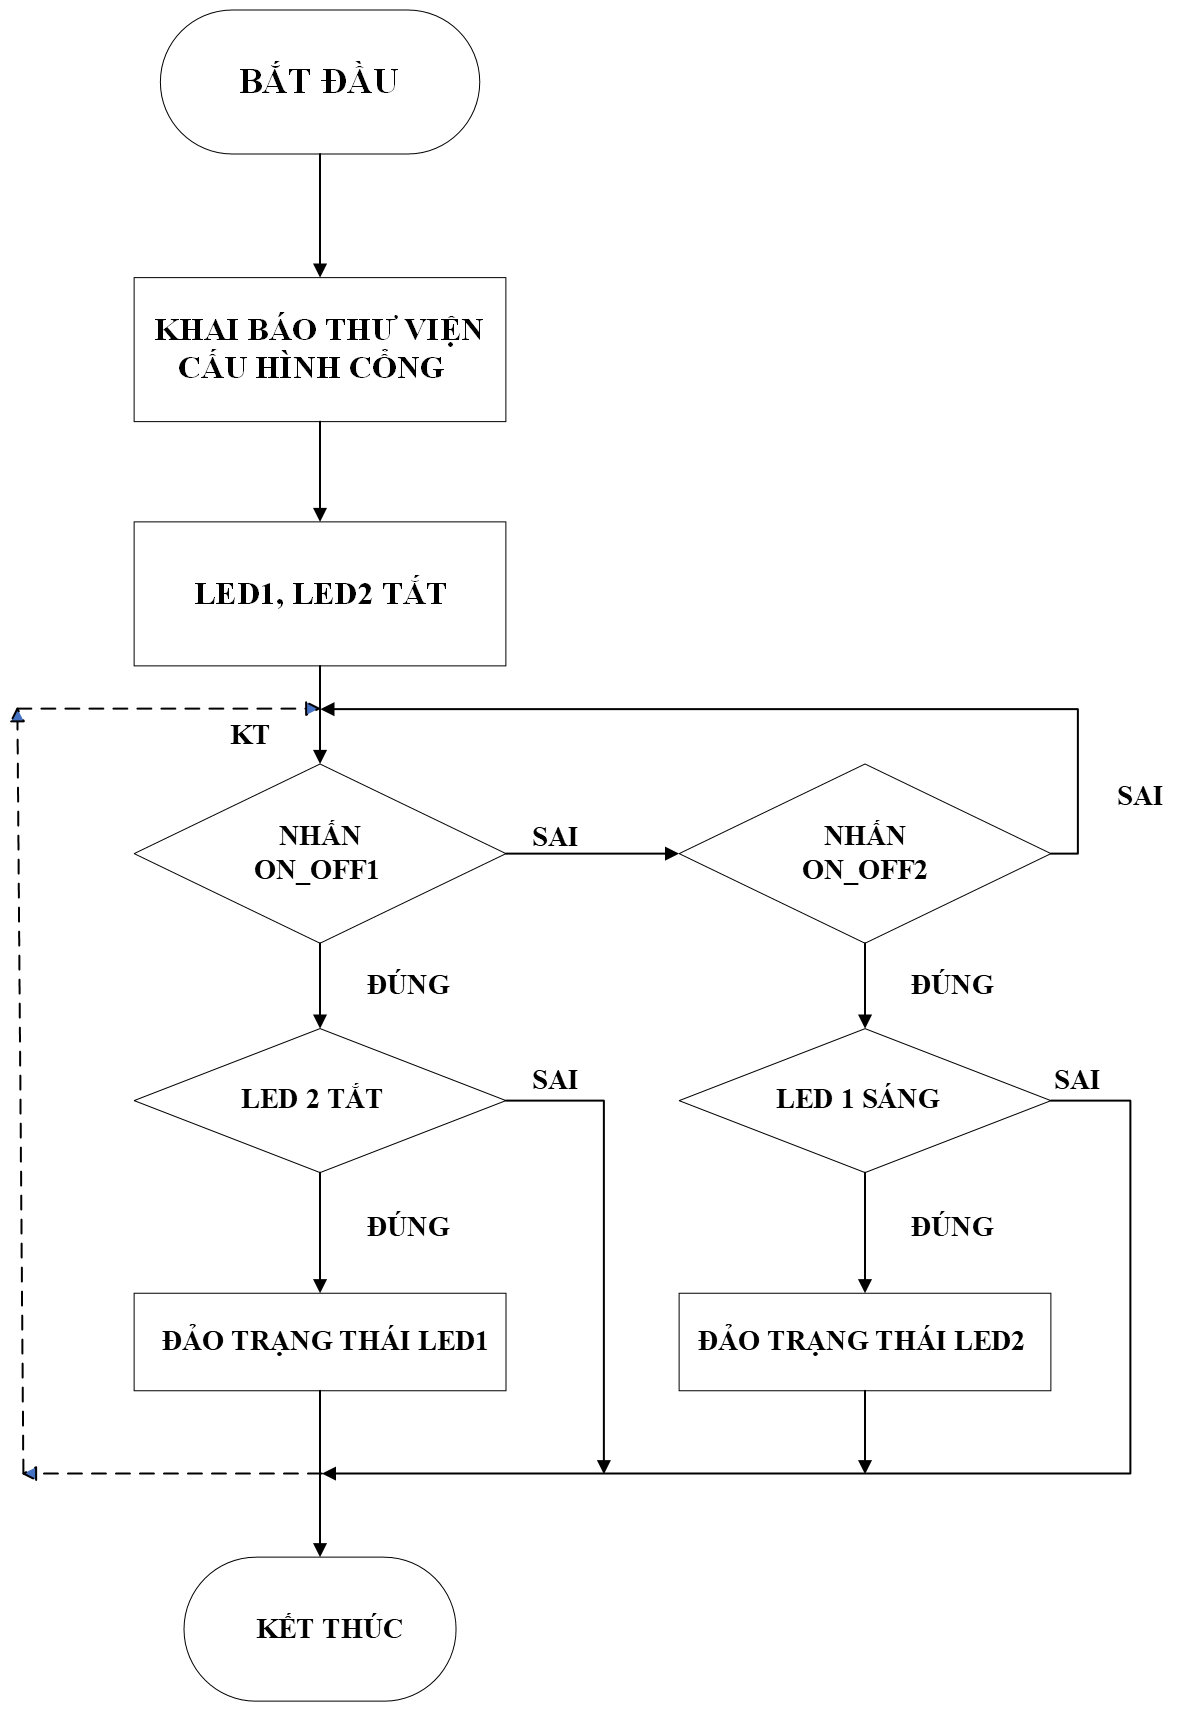 BẮT ĐẦU
KHAI BÁO THƯ VIỆN
CẤU HÌNH CỔNG
LED1, LED2 TẮT
KT
SAI
NHẤN
ON_OFF1
SAI
NHẤN
ON_OFF2
ĐÚNG
ĐÚNG
LED 2 TẮT
SAI
LED 1 SÁNG
SAI
ĐÚNG
ĐÚNG
ĐẢO TRẠNG THÁI LED1
ĐẢO TRẠNG THÁI LED2
KẾT THÚC